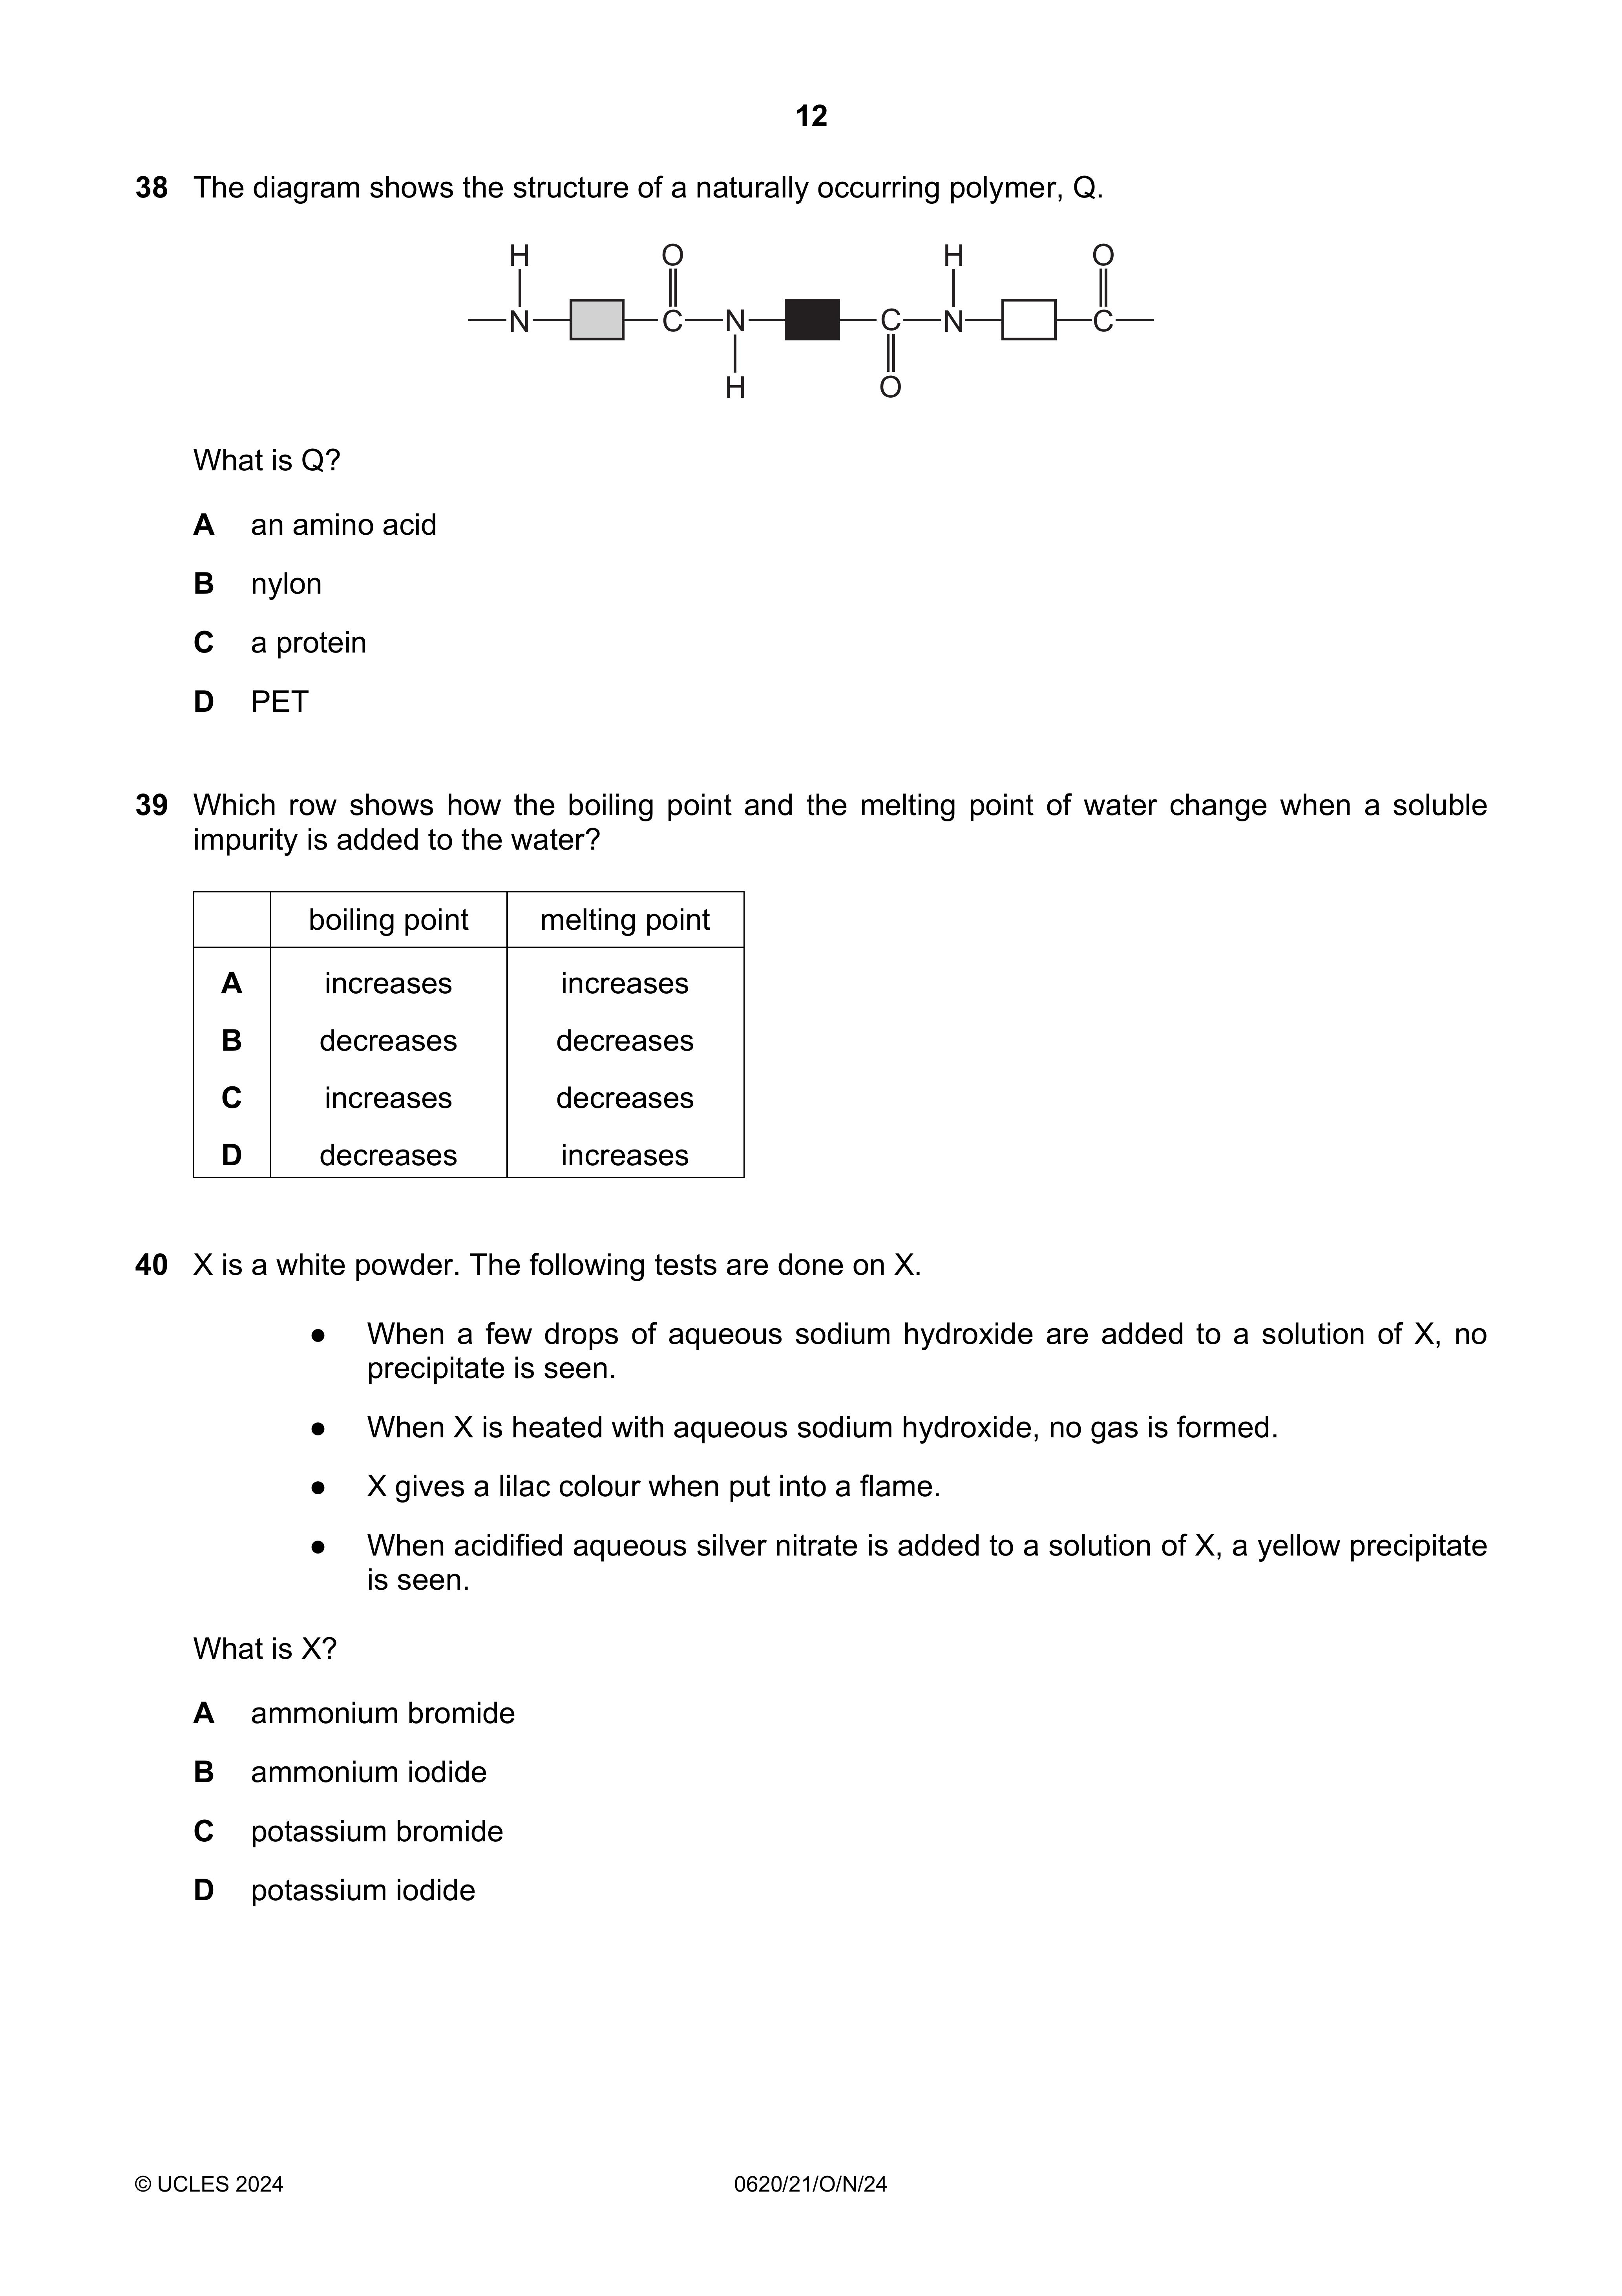 12
38 The diagram shows the structure of a naturally occurring polymer, Q.
H O H O
N C N C N C
H O
What is Q?
A an amino acid
B nylon
C a protein
D PET
39 Which row shows how the boiling point and the melting point of water change when a soluble
impurity is added to the water?
boiling point melting point
A increases increases
B decreases decreases
C increases decreases
D decreases increases
40 X is a white powder. The following tests are done on X.
● When a few drops of aqueous sodium hydroxide are added to a solution of X, no
precipitate is seen.
● When X is heated with aqueous sodium hydroxide, no gas is formed.
● X gives a lilac colour when put into a flame.
● When acidified aqueous silver nitrate is added to a solution of X, a yellow precipitate
is seen.
What is X?
A ammonium bromide
B ammonium iodide
C potassium bromide
D potassium iodide
© UCLES 2024 0620/21/O/N/24